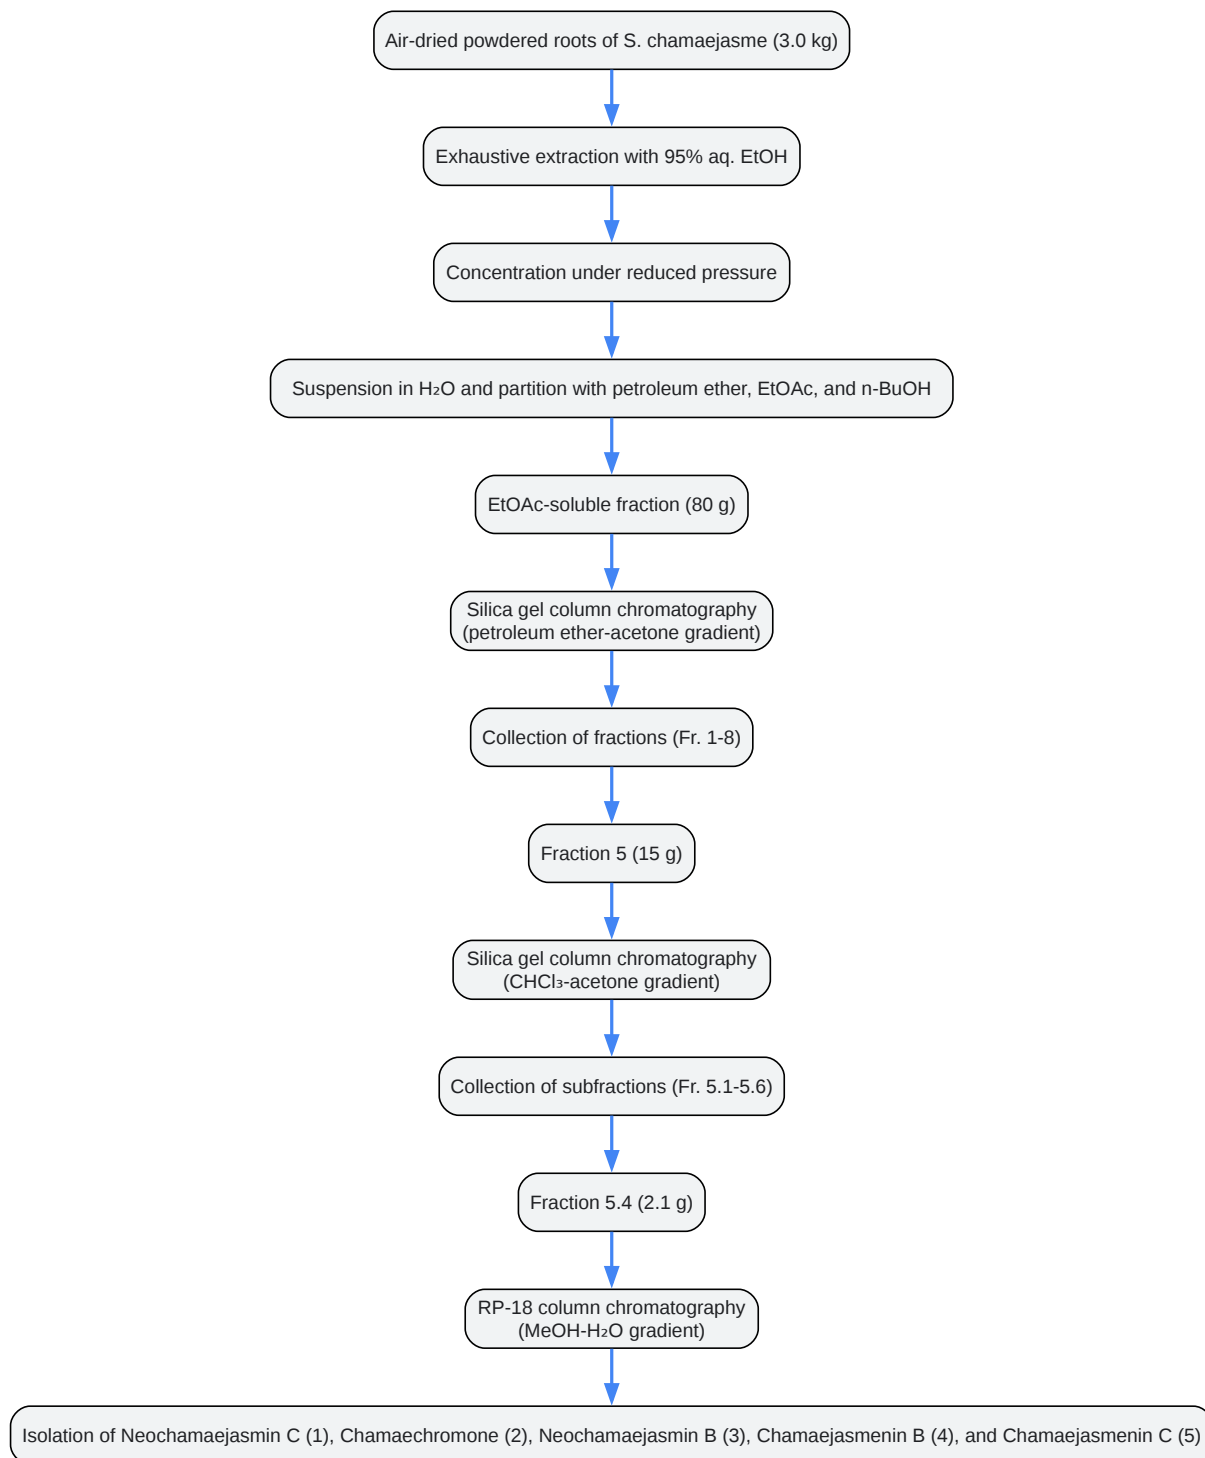 Air-dried powdered roots of S. chamaejasme (3.0 kg)
Exhaustive extraction with 95% aq. EtOH
Concentration under reduced pressure
Suspension in H₂O and partition with petroleum ether, EtOAc, and n-BuOH
EtOAc-soluble fraction (80 g)
Silica gel column chromatography
(petroleum ether-acetone gradient)
Collection of fractions (Fr. 1-8)
Fraction 5 (15 g)
Silica gel column chromatography
(CHCl₃-acetone gradient)
Collection of subfractions (Fr. 5.1-5.6)
Fraction 5.4 (2.1 g)
RP-18 column chromatography
(MeOH-H₂O gradient)
Isolation of Neochamaejasmin C (1), Chamaechromone (2), Neochamaejasmin B (3), Chamaejasmenin B (4), and Chamaejasmenin C (5)